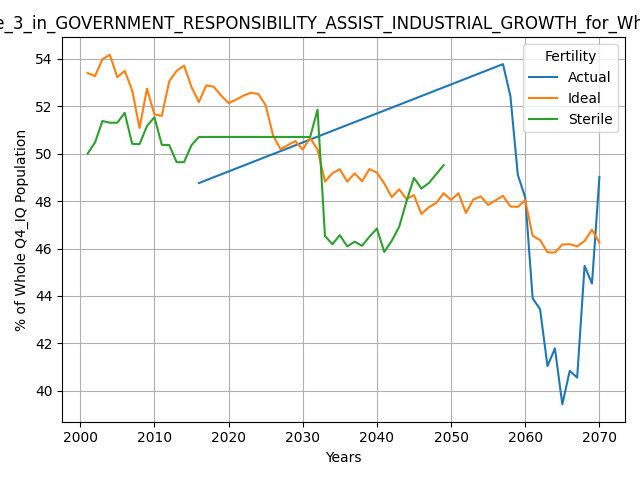 e_3_in_GOVERNMENT_RESPONSIBILITY_ASSIST_INDUSTRIAL_GROWTH_for_Wh
Fertility
Actual
Ideal
Sterile
% of Whole Q4_IQ Population
54
52
50
48
46
44
42
40
2000 2010 2020 2030 2040 2050 2060 2070
Years